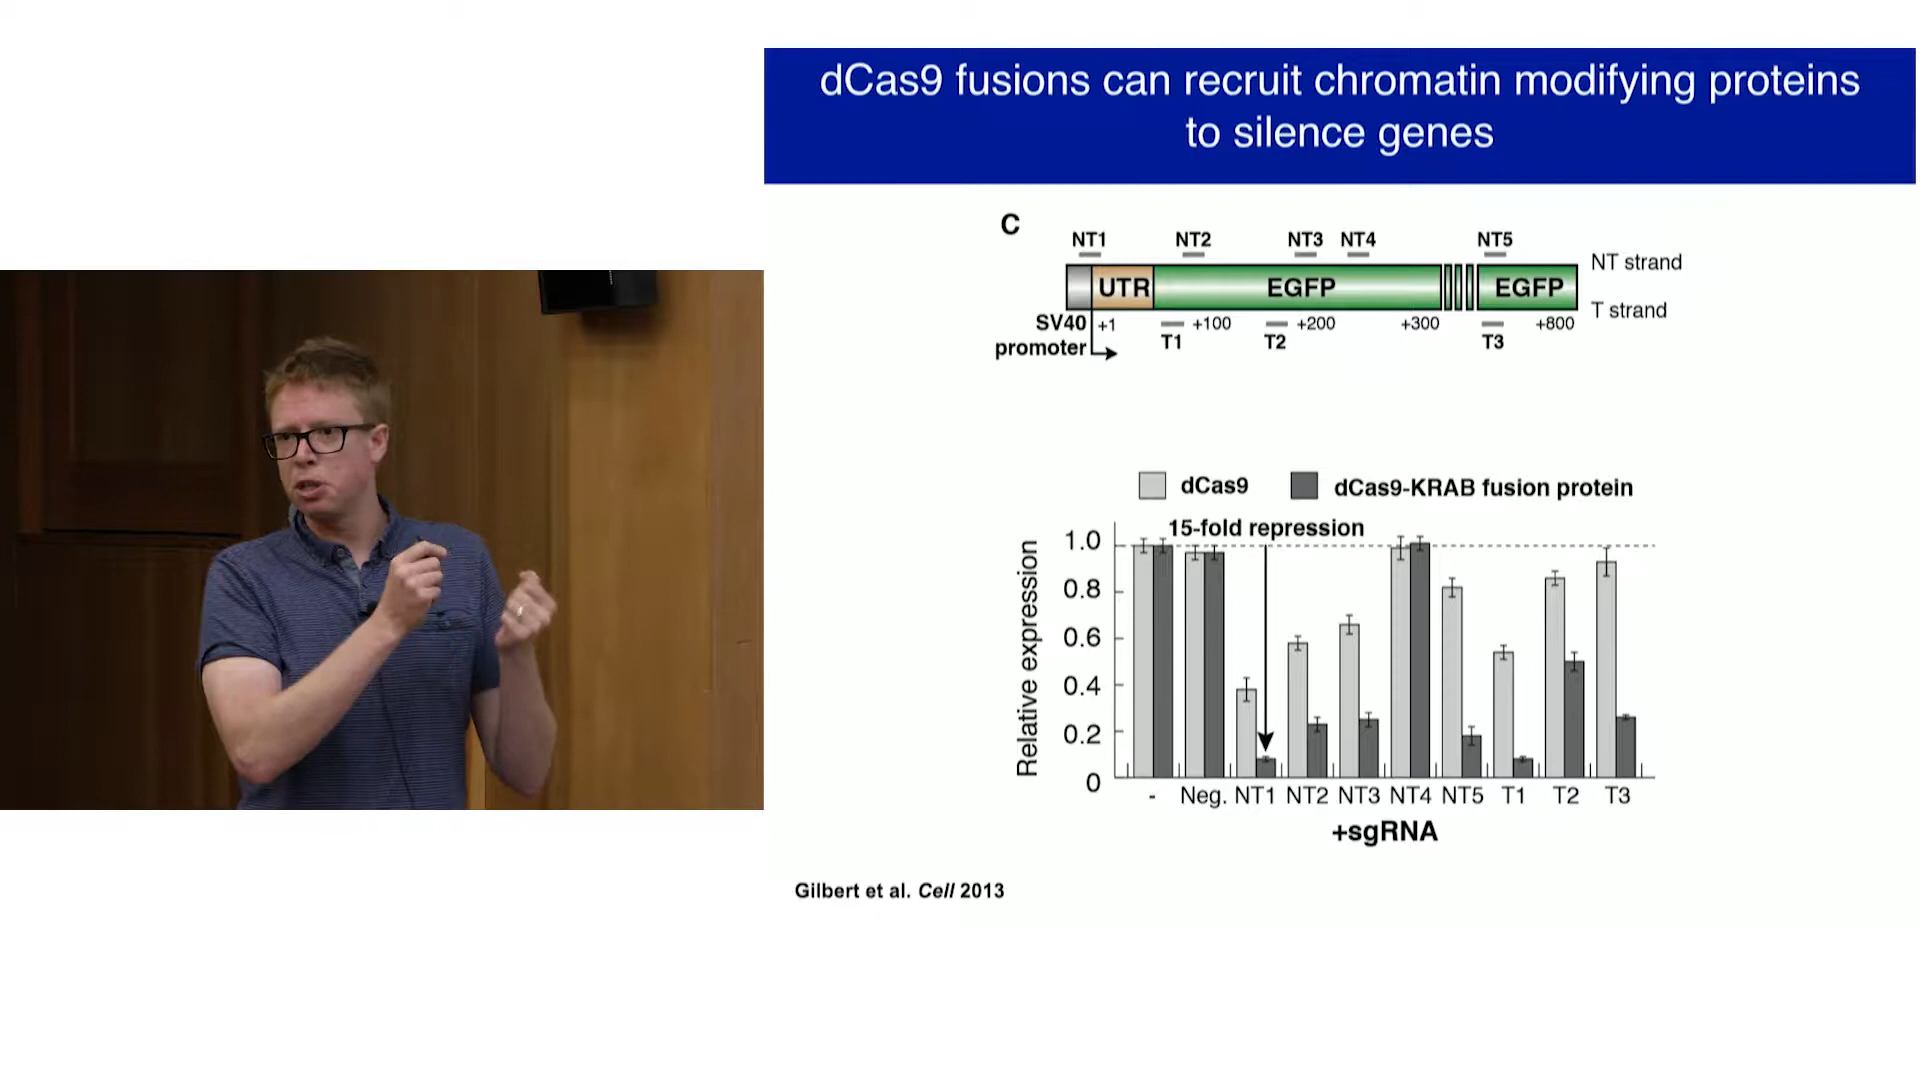 dCas9 fusions can recruit chromatin modifying proteins
to silence genes
C
NT1 NT2 NT3 NT4 NT5
NT strand
UTR EGFP EGFP
T strand
SV40 +1 +100 +200 +300 +800
promoter T1 T2 T3
dCas9 dCas9-KRAB fusion protein
15-fold repression
Relative expression
1.0
0.8
0.6
0.4
0.2
0
- Neg. NT1 NT2 NT3 NT4 NT5 T1 T2 T3
+sgRNA
Gilbert et al. Cell 2013